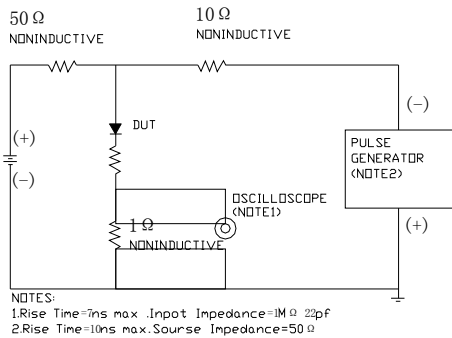 50 Ω
NONINDUCTIVE
10 Ω
NONINDUCTIVE
(+)
(-)
DUT
(-)
PULSE
GENERATOR
(NOTE2)
(+)
OSCILLOSCOPE
(NOTE1)
1 Ω
NONINDUCTIVE
NOTES:
1.Rise Time=7ns max .Inpot Impedance=1M Ω 22pf
2.Rise Time=10ns max.Sourse Impedance=50 Ω